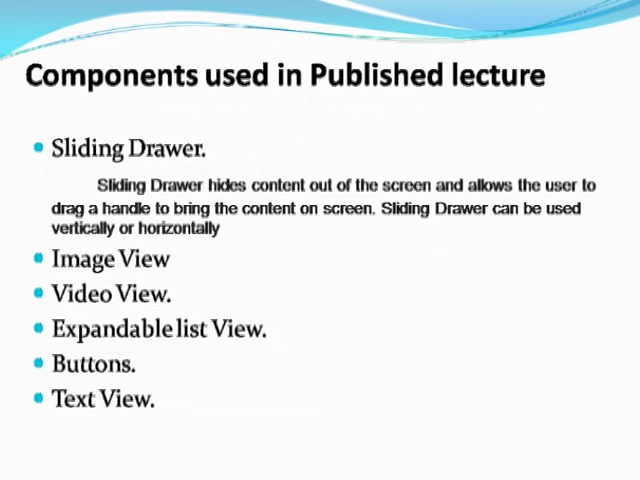 Components used in Published lecture
Sliding Drawer.
Sliding Drawer hides content out of the screen and allows the user to
drag a handle to bring the content on screen. Sliding Drawer can be used
vertically or horizontally
Image View
Video View.
Expandable list View.
Buttons.
Text View.